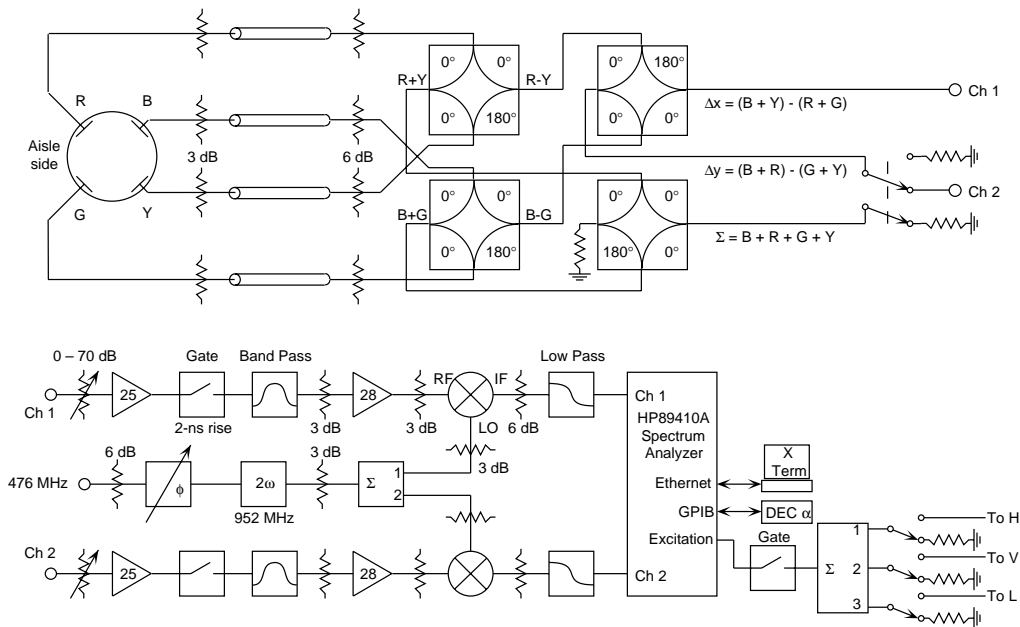 0° 0° 0° 180°
R+Y R-Y
0° 180° 0° 0°
Ch 1
Δx = (B + Y) - (R + G)
R B
Aisle
side
3 dB 6 dB
G Y
Δy = (B + R) - (G + Y)
Ch 2
0° 0° 0° 0°
B+G B-G
0° 180° 180° 0°
Σ = B + R + G + Y
0 – 70 dB Gate Band Pass Low Pass
25 28 RF IF
Ch 1
2-ns rise 3 dB 3 dB LO 6 dB
Ch 1
HP89410A
Spectrum
Analyzer
6 dB 3 dB 3 dB
476 MHz ϕ 2ω Σ 1
2
952 MHz
Ethernet
X
Term
GPIB DEC α
Excitation Gate
Ch 2
25 28
Ch 2
Σ 1
2
3
To H
To V
To L